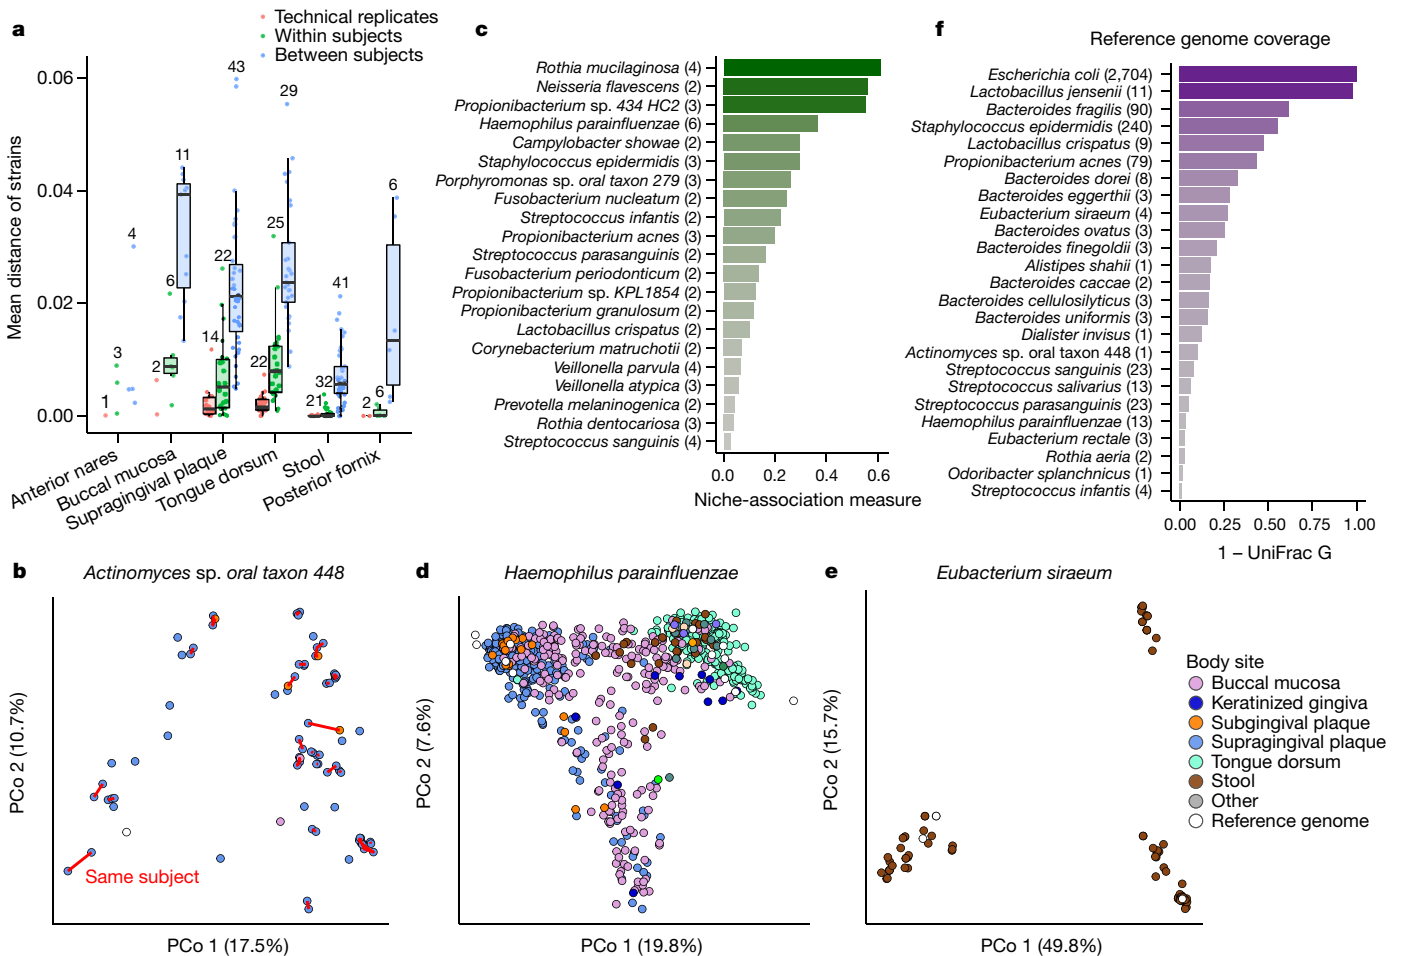 a
Technical replicates
Within subjects
Between subjects
Mean distance of strains
0.06
0.04
0.02
0.00
1
3
4
2
6
11
14
22
43
22
25
29
21
32
41
2
6
6
Anterior nares
Buccal mucosa
Supragingival plaque
Tongue dorsum
Stool
Posterior fornix
c
Rothia mucilaginosa (4)
Neisseria flavescens (2)
Propionibacterium sp. 434 HC2 (3)
Haemophilus parainfluenzae (6)
Campylobacter showae (2)
Staphylococcus epidermidis (3)
Porphyromonas sp. oral taxon 279 (3)
Fusobacterium nucleatum (2)
Streptococcus infantis (2)
Propionibacterium acnes (3)
Streptococcus parasanguinis (2)
Fusobacterium periodonticum (2)
Propionibacterium sp. KPL1854 (2)
Propionibacterium granulosum (2)
Lactobacillus crispatus (2)
Corynebacterium matruchotii (2)
Veillonella parvula (4)
Veillonella atypica (3)
Prevotella melaninogenica (2)
Rothia dentocariosa (3)
Streptococcus sanguinis (4)
0.0 0.2 0.4 0.6
Niche-association measure
f
Reference genome coverage
Escherichia coli (2,704)
Lactobacillus jensenii (11)
Bacteroides fragilis (90)
Staphylococcus epidermidis (240)
Lactobacillus crispatus (9)
Propionibacterium acnes (79)
Bacteroides dorei (8)
Bacteroides eggerthii (3)
Eubacterium siraeum (4)
Bacteroides ovatus (3)
Bacteroides finegoldii (3)
Alistipes shahii (1)
Bacteroides caccae (2)
Bacteroides cellulosilyticus (3)
Bacteroides uniformis (3)
Dialister invisus (1)
Actinomyces sp. oral taxon 448 (1)
Streptococcus sanguinis (23)
Streptococcus salivarius (13)
Streptococcus parasanguinis (23)
Haemophilus parainfluenzae (13)
Eubacterium rectale (3)
Rothia aeria (2)
Odoribacter splanchnicus (1)
Streptococcus infantis (4)
0.00 0.25 0.50 0.75 1.00
1 – UniFrac G
b
Actinomyces sp. oral taxon 448
PCo 2 (10.7%)
Same subject
PCo 1 (17.5%)
d
Haemophilus parainfluenzae
PCo 2 (7.6%)
PCo 1 (19.8%)
e
Eubacterium siraeum
PCo 2 (15.7%)
PCo 1 (49.8%)
Body site
Buccal mucosa
Keratinized gingiva
Subgingival plaque
Supragingival plaque
Tongue dorsum
Stool
Other
Reference genome